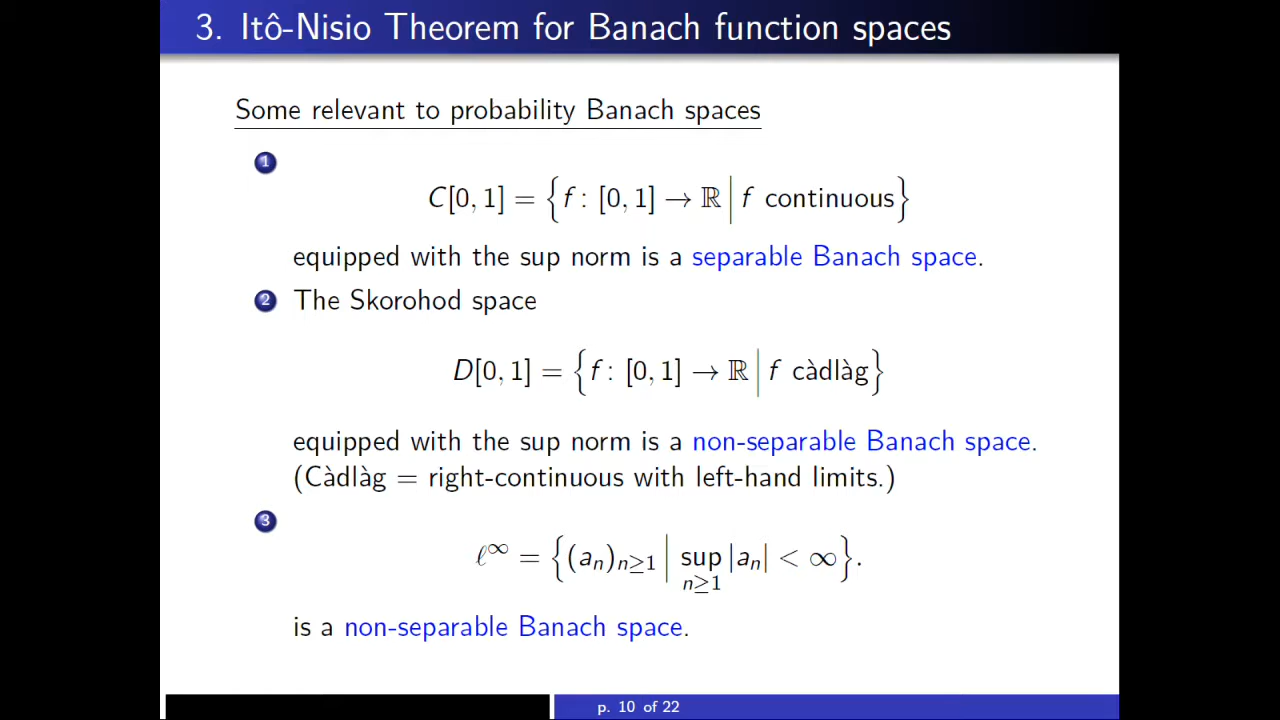 3. Itô-Nisio Theorem for Banach function spaces
Some relevant to probability Banach spaces
1
C[0, 1] = {f : [0, 1] → ℝ | f continuous}
equipped with the sup norm is a separable Banach space.
2 The Skorohod space
D[0, 1] = {f : [0, 1] → ℝ | f càdlàg}
equipped with the sup norm is a non-separable Banach space.
(Càdlàg = right-continuous with left-hand limits.)
3
ℓ^∞ = {(a_n)_{n≥1} | sup_{n≥1} |a_n| < ∞}.
is a non-separable Banach space.
p. 10 of 22